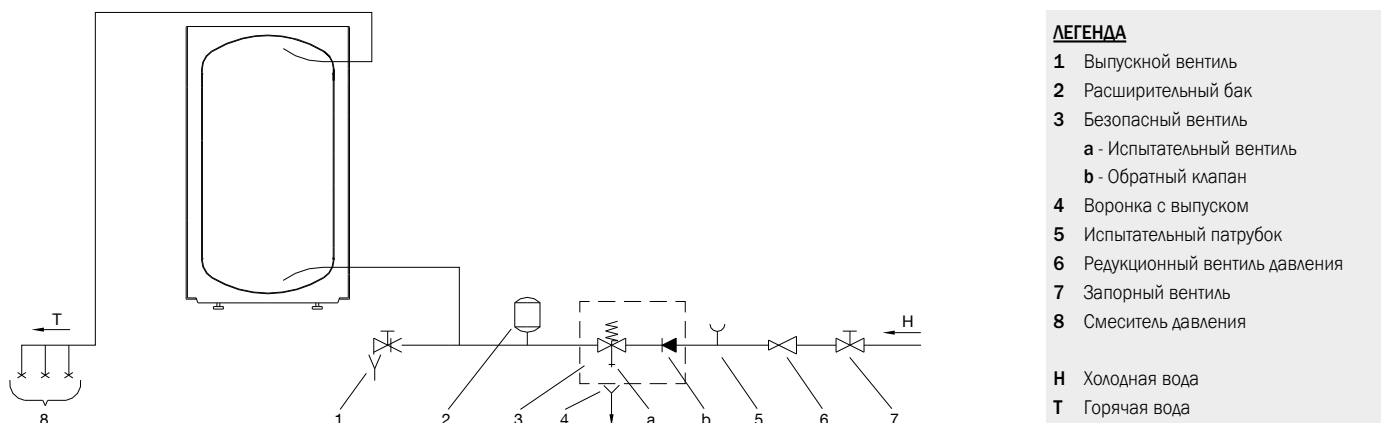 T
H
8
1
2
3
4
a
b
5
6
7
ЛЕГЕНДА
1 Выпускной вентиль
2 Расширительный бак
3 Безопасный вентиль
a - Испытательный вентиль
b - Обратный клапан
4 Воронка с выпуском
5 Испытательный патрубок
6 Редукционный вентиль давления
7 Запорный вентиль
8 Смеситель давления
H Холодная вода
T Горячая вода